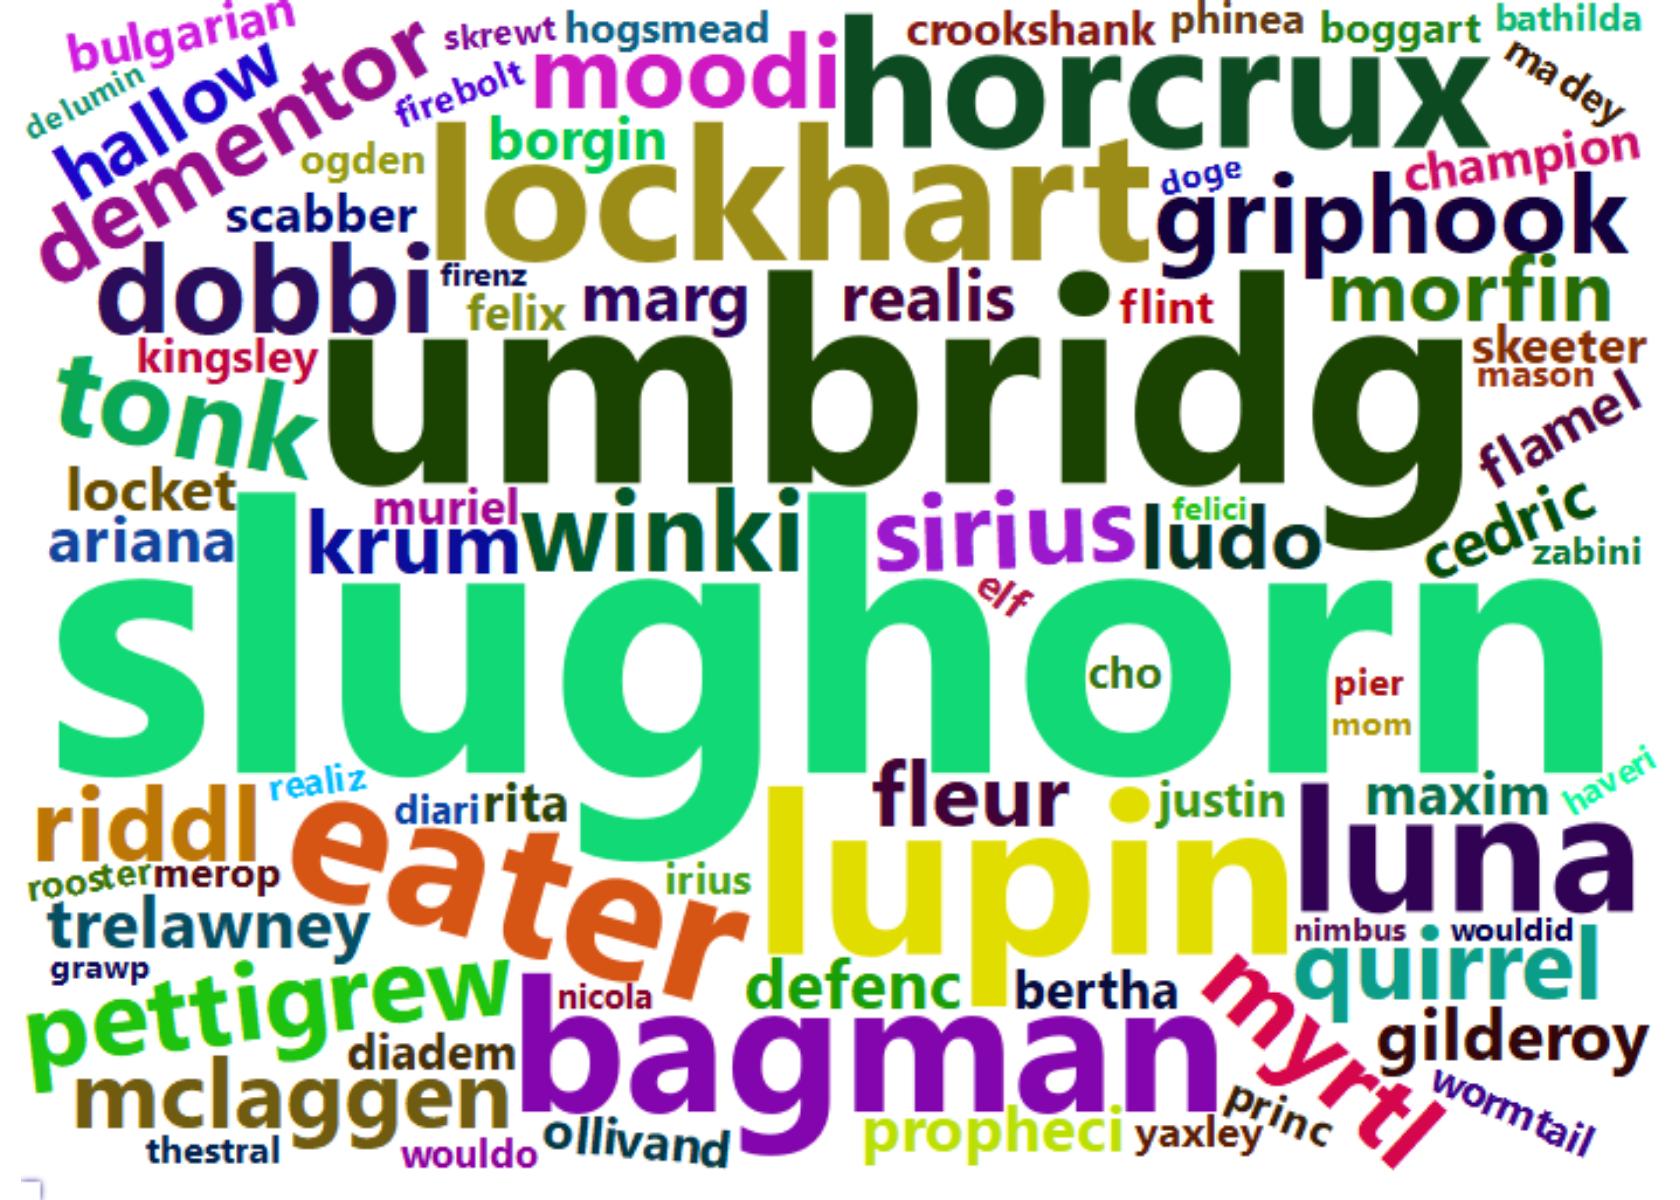 bulgarian
skrewt
hogsmead
crookshank
phinea
boggart
bathilda
delumin
hallow
dementor
firebolt
moodi
horcrux
madey
ogden
borgin
lockhart
doge
champion
scabber
griphook
dobbi
firenz
felix
marg
realis
flint
morfin
kingsley
tonk
umbridg
skeeter
mason
flamel
locket
muriel
ariana
krum
winki
sirius
felici
ludo
cedric
zabini
slughorn
elf
cho
pier
mom
realiz
riddl
diari
rita
eater
fleur
justin
maxim
haveri
rooster
merop
irius
lupin
luna
trelawney
grawp
nimbus
wouldid
quirrel
pettigrew
nicola
defenc
bertha
myrtl
diadem
bagman
gilderoy
mclaggen
princ
wormtail
thestral
wouldo
ollivand
propheci
yaxley